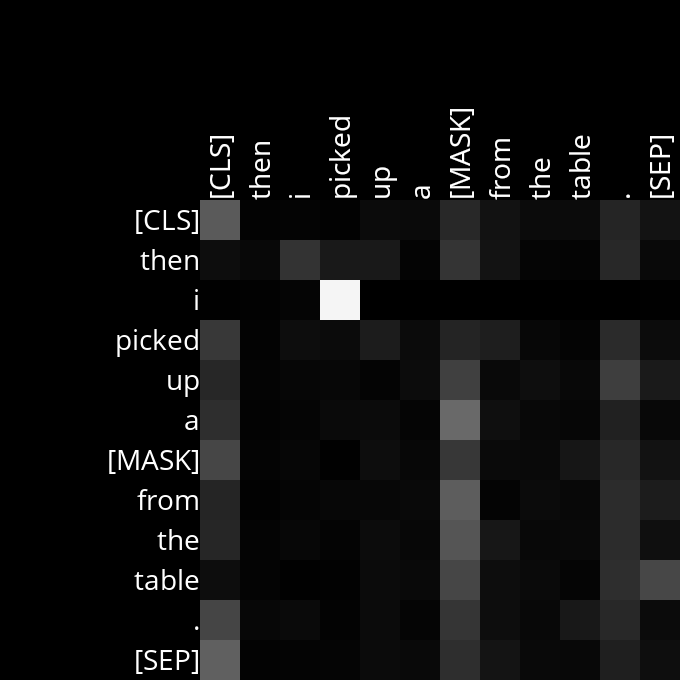 [CLS] then i picked up a [MASK] from the table . [SEP]
[CLS]
then
i
picked
up
a
[MASK]
from
the
table
.
[SEP]